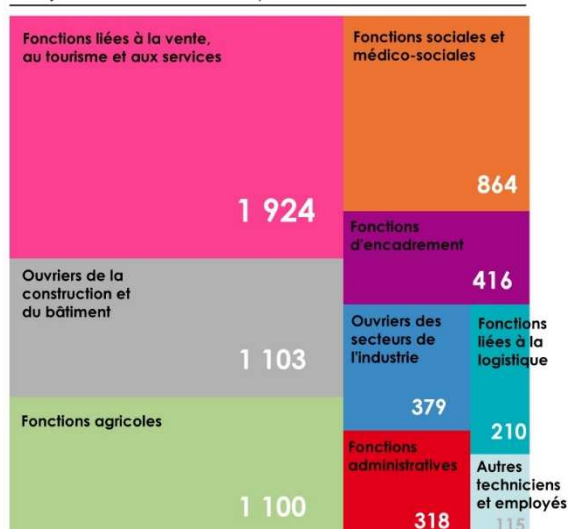 Fonctions liées à la vente,
au tourisme et aux services
1 924
Fonctions sociales et
médico-sociales
864
Fonctions
d'encadrement
416
Ouvriers de la
construction et
du bâtiment
1 103
Ouvriers des
secteurs de
l'industrie
379
Fonctions
liées à la
logistique
210
Fonctions agricoles
1 100
Fonctions
administratives
318
Autres
techniciens
et employés
115